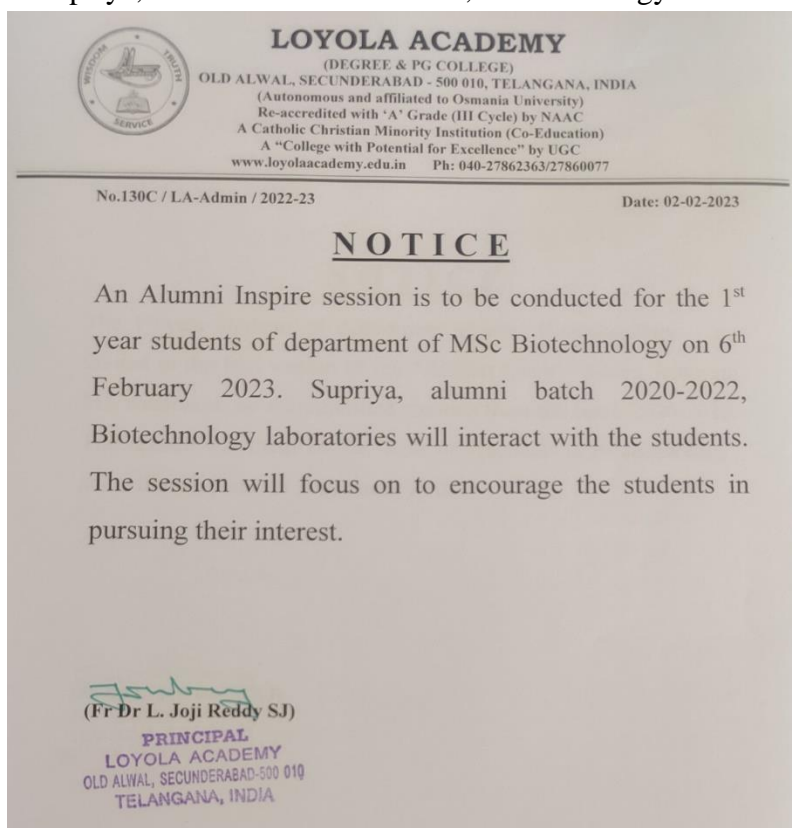 WISDOM
TRUTH
SERVICE
LOYOLA ACADEMY
(DEGREE & PG COLLEGE)
OLD ALWAL, SECUNDERABAD - 500 010, TELANGANA, INDIA
(Autonomous and affiliated to Osmania University)
Re-accredited with ‘A’ Grade (III Cycle) by NAAC
A Catholic Christian Minority Institution (Co-Education)
A “College with Potential for Excellence” by UGC
www.loyolaacademy.edu.in Ph: 040-27862363/27860077
No.130C / LA-Admin / 2022-23 Date: 02-02-2023
NOTICE
An Alumni Inspire session is to be conducted for the 1st
year students of department of MSc Biotechnology on 6th
February 2023. Supriya, alumni batch 2020-2022,
Biotechnology laboratories will interact with the students.
The session will focus on to encourage the students in
pursuing their interest.
(Fr Dr L. Joji Reddy SJ)
PRINCIPAL
LOYOLA ACADEMY
OLD ALWAL, SECUNDERABAD-500 010
TELANGANA, INDIA